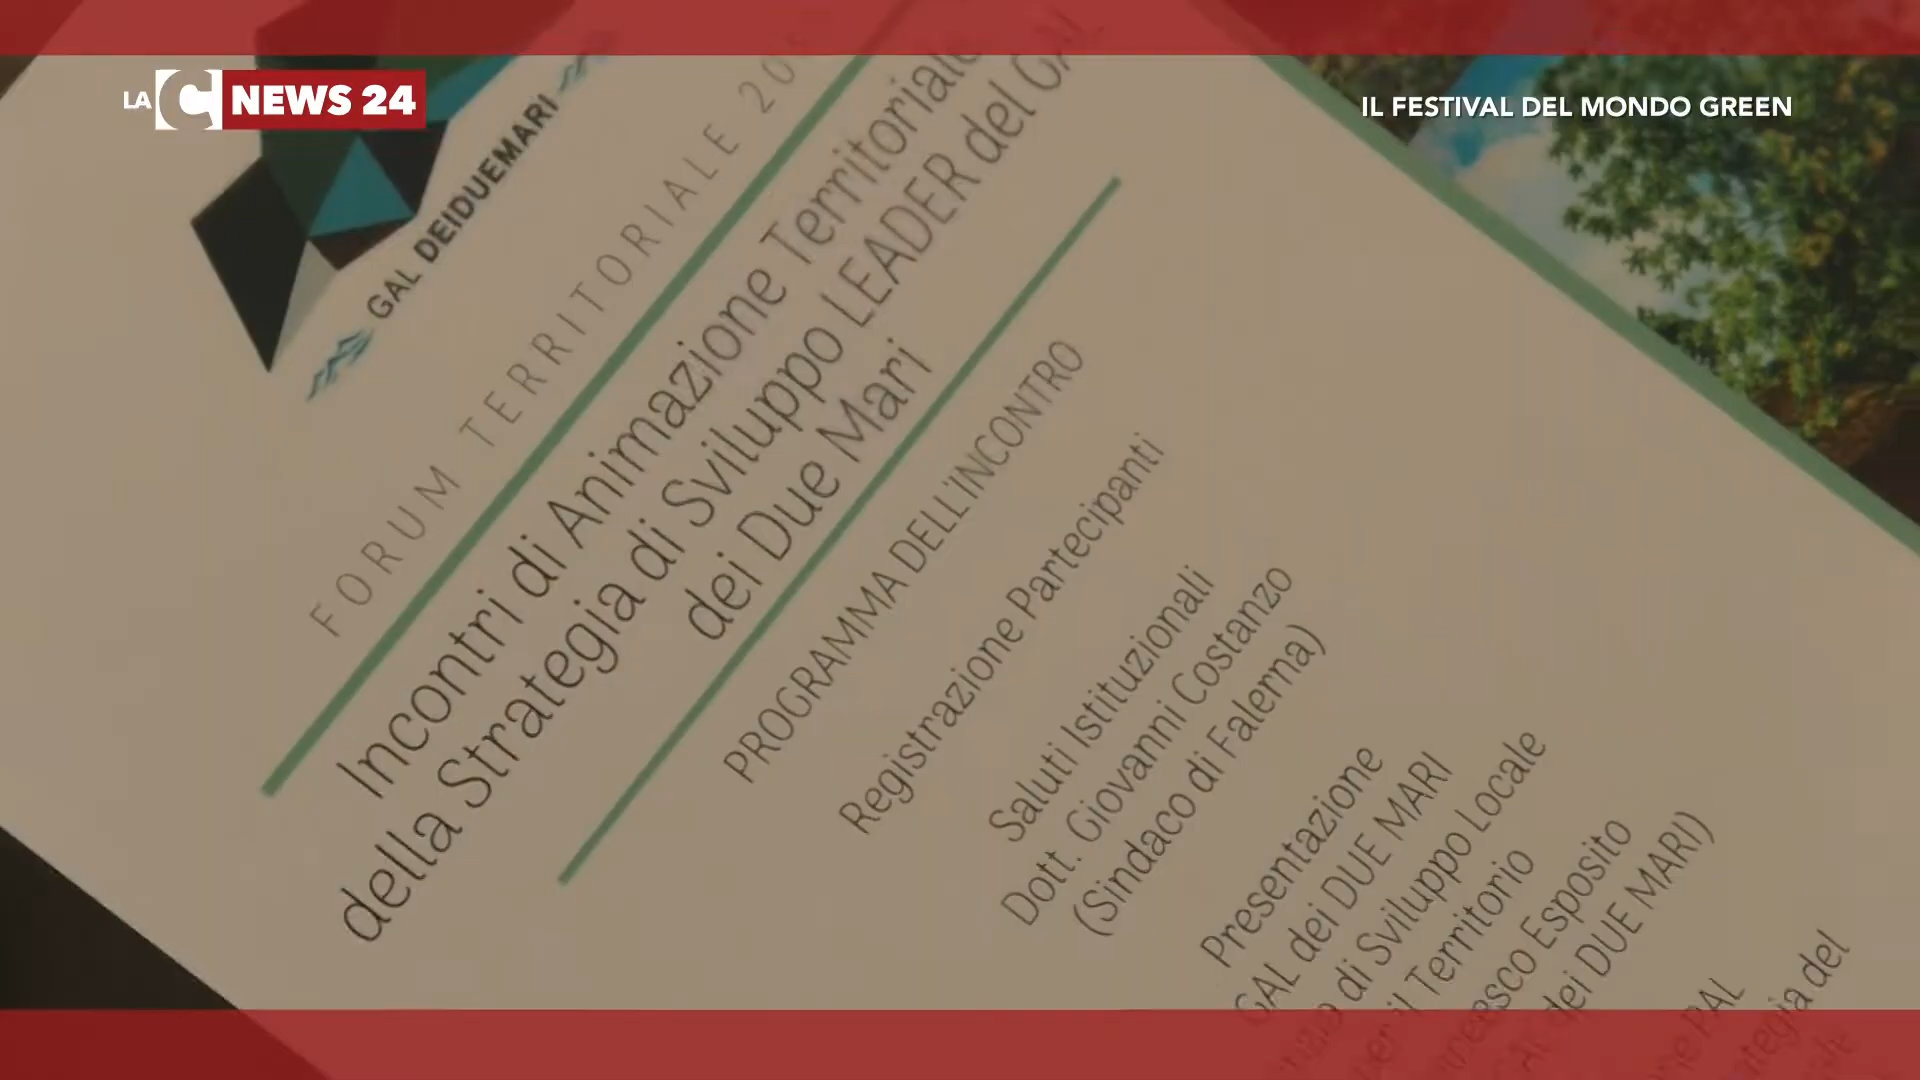 LA C NEWS 24
IL FESTIVAL DEL MONDO GREEN
GAL DEIDUEMARI
FORUM TERRITORIALE
Incontri di Animazione Territoriale
della Strategia di Sviluppo LEADER del GAL
dei Due Mari
PROGRAMMA DELL'INCONTRO
Registrazione Partecipanti
Saluti Istituzionali
Dott. Giovanni Costanzo
(Sindaco di Falerna)
Presentazione
GAL dei DUE MARI
di Sviluppo Locale
il Territorio
Esposito
dei DUE MARI)
PAL
del